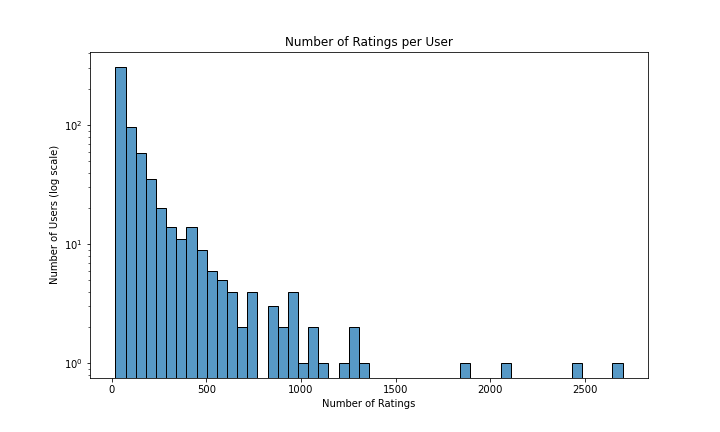 Number of Ratings per User
Number of Users (log scale)
10²
10¹
10⁰
0 500 1000 1500 2000 2500
Number of Ratings